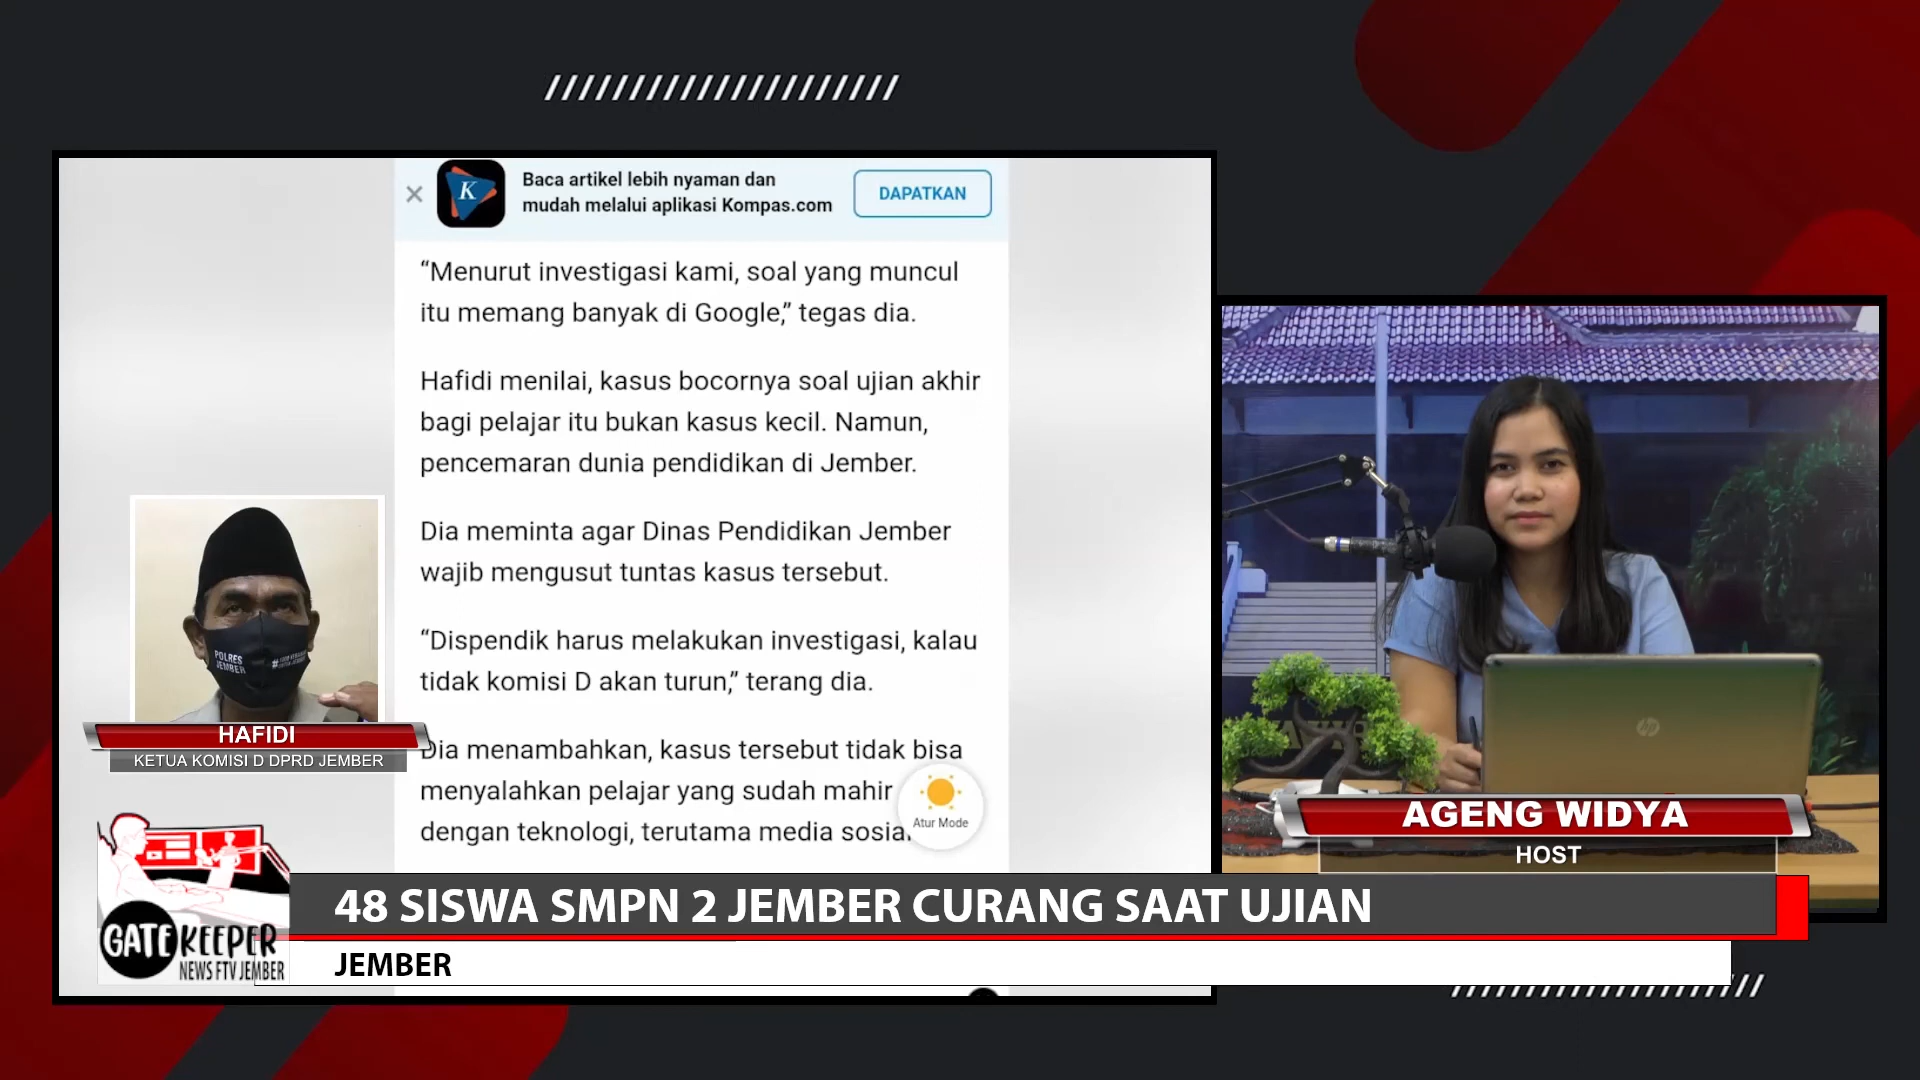 Baca artikel lebih nyaman dan
mudah melalui aplikasi Kompas.com
DAPATKAN
K
“Menurut investigasi kami, soal yang muncul
itu memang banyak di Google,” tegas dia.
Hafidi menilai, kasus bocornya soal ujian akhir
bagi pelajar itu bukan kasus kecil. Namun,
pencemaran dunia pendidikan di Jember.
Dia meminta agar Dinas Pendidikan Jember
wajib mengusut tuntas kasus tersebut.
“Dispendik harus melakukan investigasi, kalau
tidak komisi D akan turun,” terang dia.
Dia menambahkan, kasus tersebut tidak bisa
menyalahkan pelajar yang sudah mahir
dengan teknologi, terutama media sosial.
Atur Mode
POLRES
JEMBER
HAFIDI
KETUA KOMISI D DPRD JEMBER
hp
AGENG WIDYA
HOST
48 SISWA SMPN 2 JEMBER CURANG SAAT UJIAN
JEMBER
GATEKEEPER
NEWS FTV JEMBER